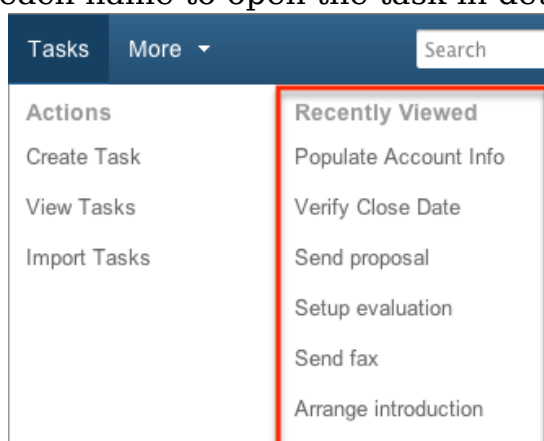 each name to open the task in det
Tasks More Search
Actions
Create Task
View Tasks
Import Tasks
Recently Viewed
Populate Account Info
Verify Close Date
Send proposal
Setup evaluation
Send fax
Arrange introduction